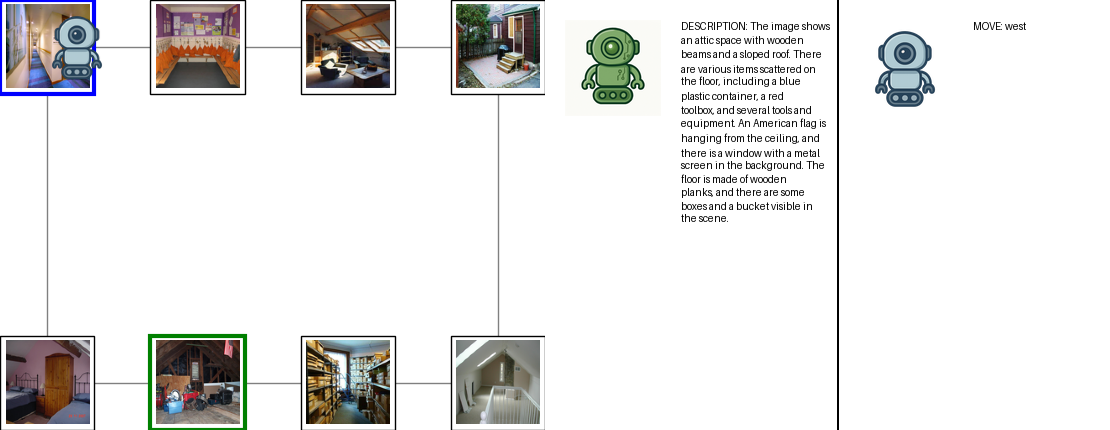 DESCRIPTION: The image shows
an attic space with wooden
beams and a sloped roof. There
are various items scattered on
the floor, including a blue
plastic container, a red
toolbox, and several tools and
equipment. An American flag is
hanging from the ceiling, and
there is a window with a metal
screen in the background. The
floor is made of wooden
planks, and there are some
boxes and a bucket visible in
the scene.
MOVE: west